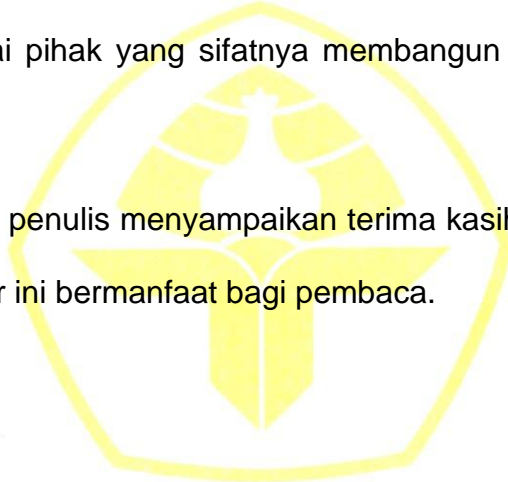 ai pihak yang sifatnya membangun
penulis menyampaikan terima kasih
r ini bermanfaat bagi pembaca.